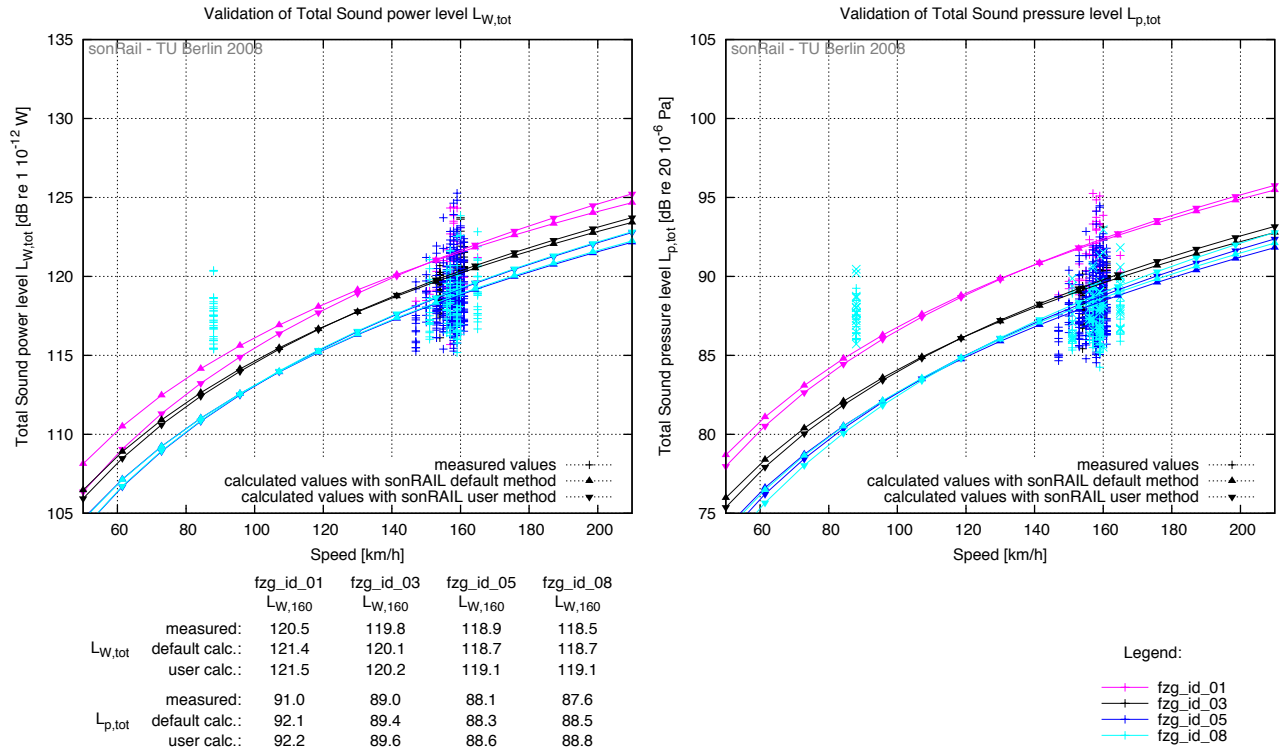 Validation of Total Sound power level L_W,tot
sonRail - TU Berlin 2008
Total Sound power level L_W,tot [dB re 1 10^-12 W]
135
130
125
120
115
110
105
measured values
calculated values with sonRAIL default method
calculated values with sonRAIL user method
60 80 100 120 140 160 180 200
Speed [km/h]
Validation of Total Sound pressure level L_p,tot
sonRail - TU Berlin 2008
Total Sound pressure level L_p,tot [dB re 20 10^-6 Pa]
105
100
95
90
85
80
75
measured values
calculated values with sonRAIL default method
calculated values with sonRAIL user method
60 80 100 120 140 160 180 200
Speed [km/h]
fzg_id_01 fzg_id_03 fzg_id_05 fzg_id_08
L_W,160 L_W,160 L_W,160 L_W,160
measured: 120.5 119.8 118.9 118.5
L_W,tot default calc.: 121.4 120.1 118.7 118.7
user calc.: 121.5 120.2 119.1 119.1
measured: 91.0 89.0 88.1 87.6
L_p,tot default calc.: 92.1 89.4 88.3 88.5
user calc.: 92.2 89.6 88.6 88.8
Legend:
fzg_id_01
fzg_id_03
fzg_id_05
fzg_id_08